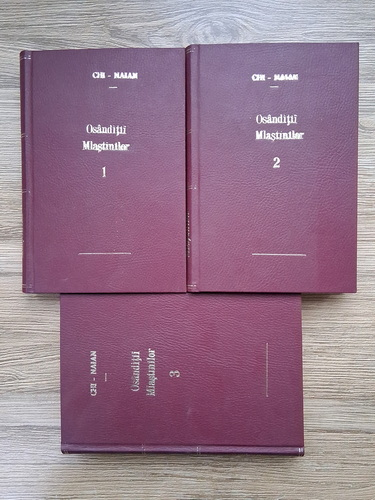 CHI - NAIAN
Osândiții
Mlaștinilor
1
CHI - NAIAN
Osândiții
Mlaștinilor
2
CHI - NAIAN
Osândiții
Mlaștinilor
3